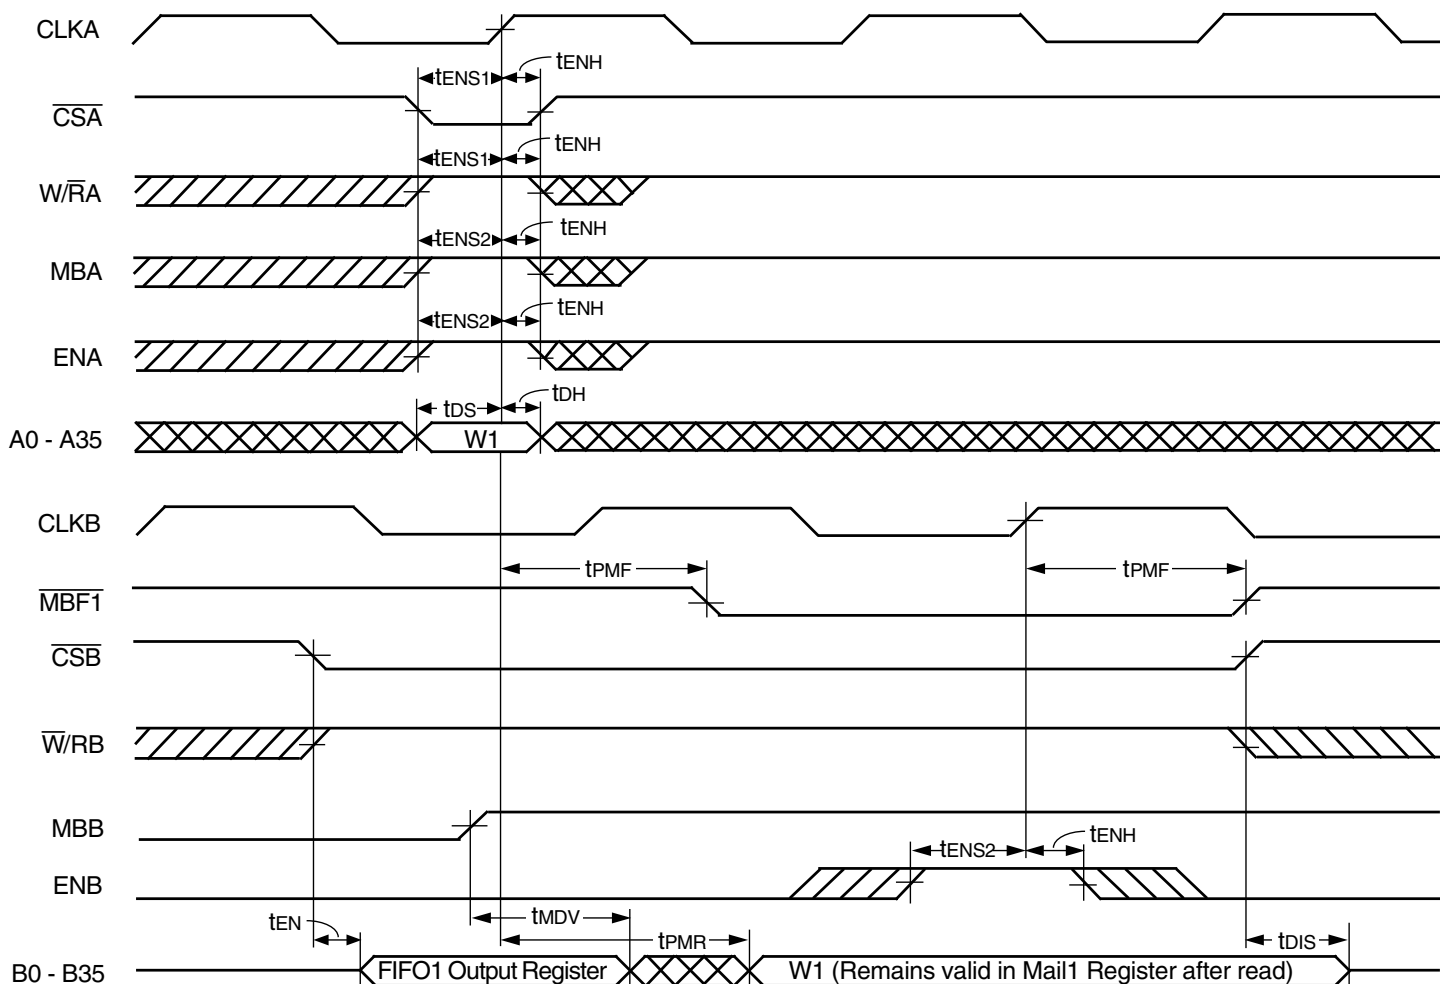 CLKA
tENS1 tENH
CSA
tENS1 tENH
W/RA
tENS2 tENH
MBA
tENS2 tENH
ENA
tDS tDH
A0 - A35 W1
CLKB
tPMF tPMF
MBF1
CSB
W/RB
MBB
tENS2 tENH
ENB
tEN tMDV
tPMR tDIS
B0 - B35 FIFO1 Output Register W1 (Remains valid in Mail1 Register after read)